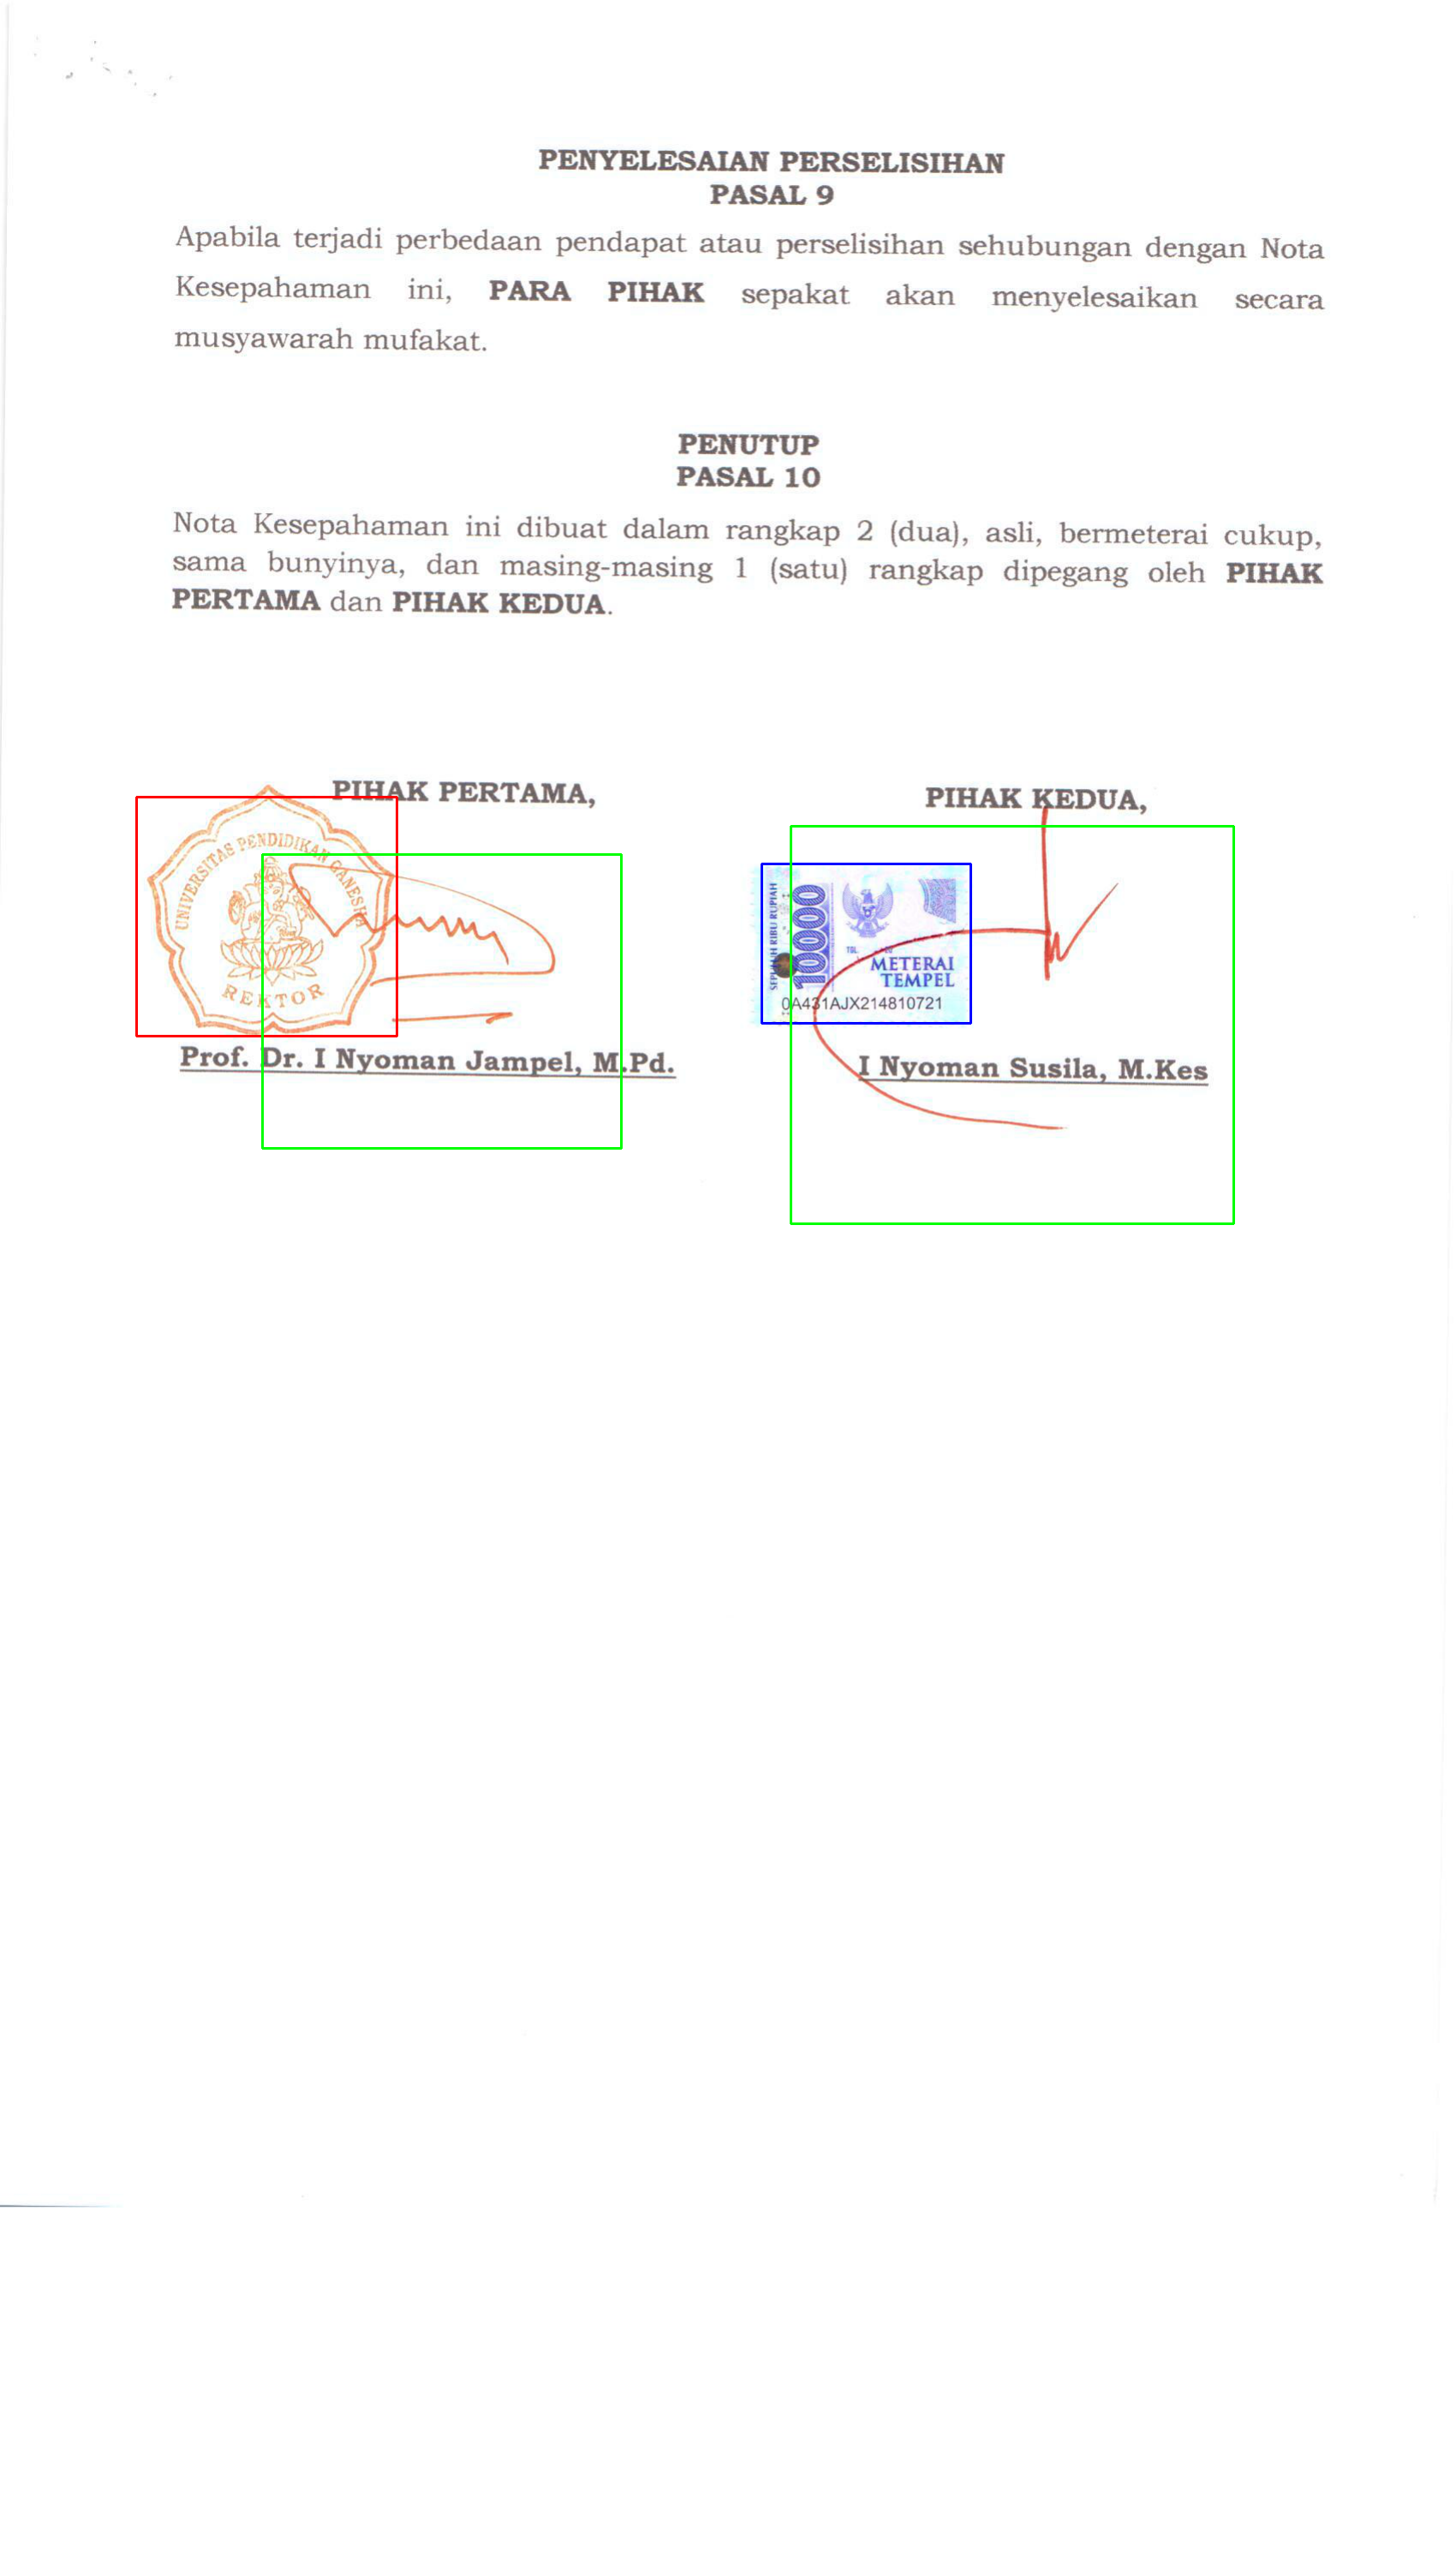 PENYELESAIAN PERSELISIHAN
PASAL 9
Apabila terjadi perbedaan pendapat atau perselisihan sehubungan dengan Nota
Kesepahaman ini, PARA PIHAK sepakat akan menyelesaikan secara
musyawarah mufakat.
PENUTUP
PASAL 10
Nota Kesepahaman ini dibuat dalam rangkap 2 (dua), asli, bermeterai cukup,
sama bunyinya, dan masing-masing 1 (satu) rangkap dipegang oleh PIHAK
PERTAMA dan PIHAK KEDUA.
PIHAK PERTAMA,
UNIVERSITAS PENDIDIKAN GANESHA
REKTOR
Prof. Dr. I Nyoman Jampel, M.Pd.
PIHAK KEDUA,
SEPULUH RIBU RUPIAH
10000
TGL.
METERAI
TEMPEL
0A431AJX214810721
I Nyoman Susila, M.Kes